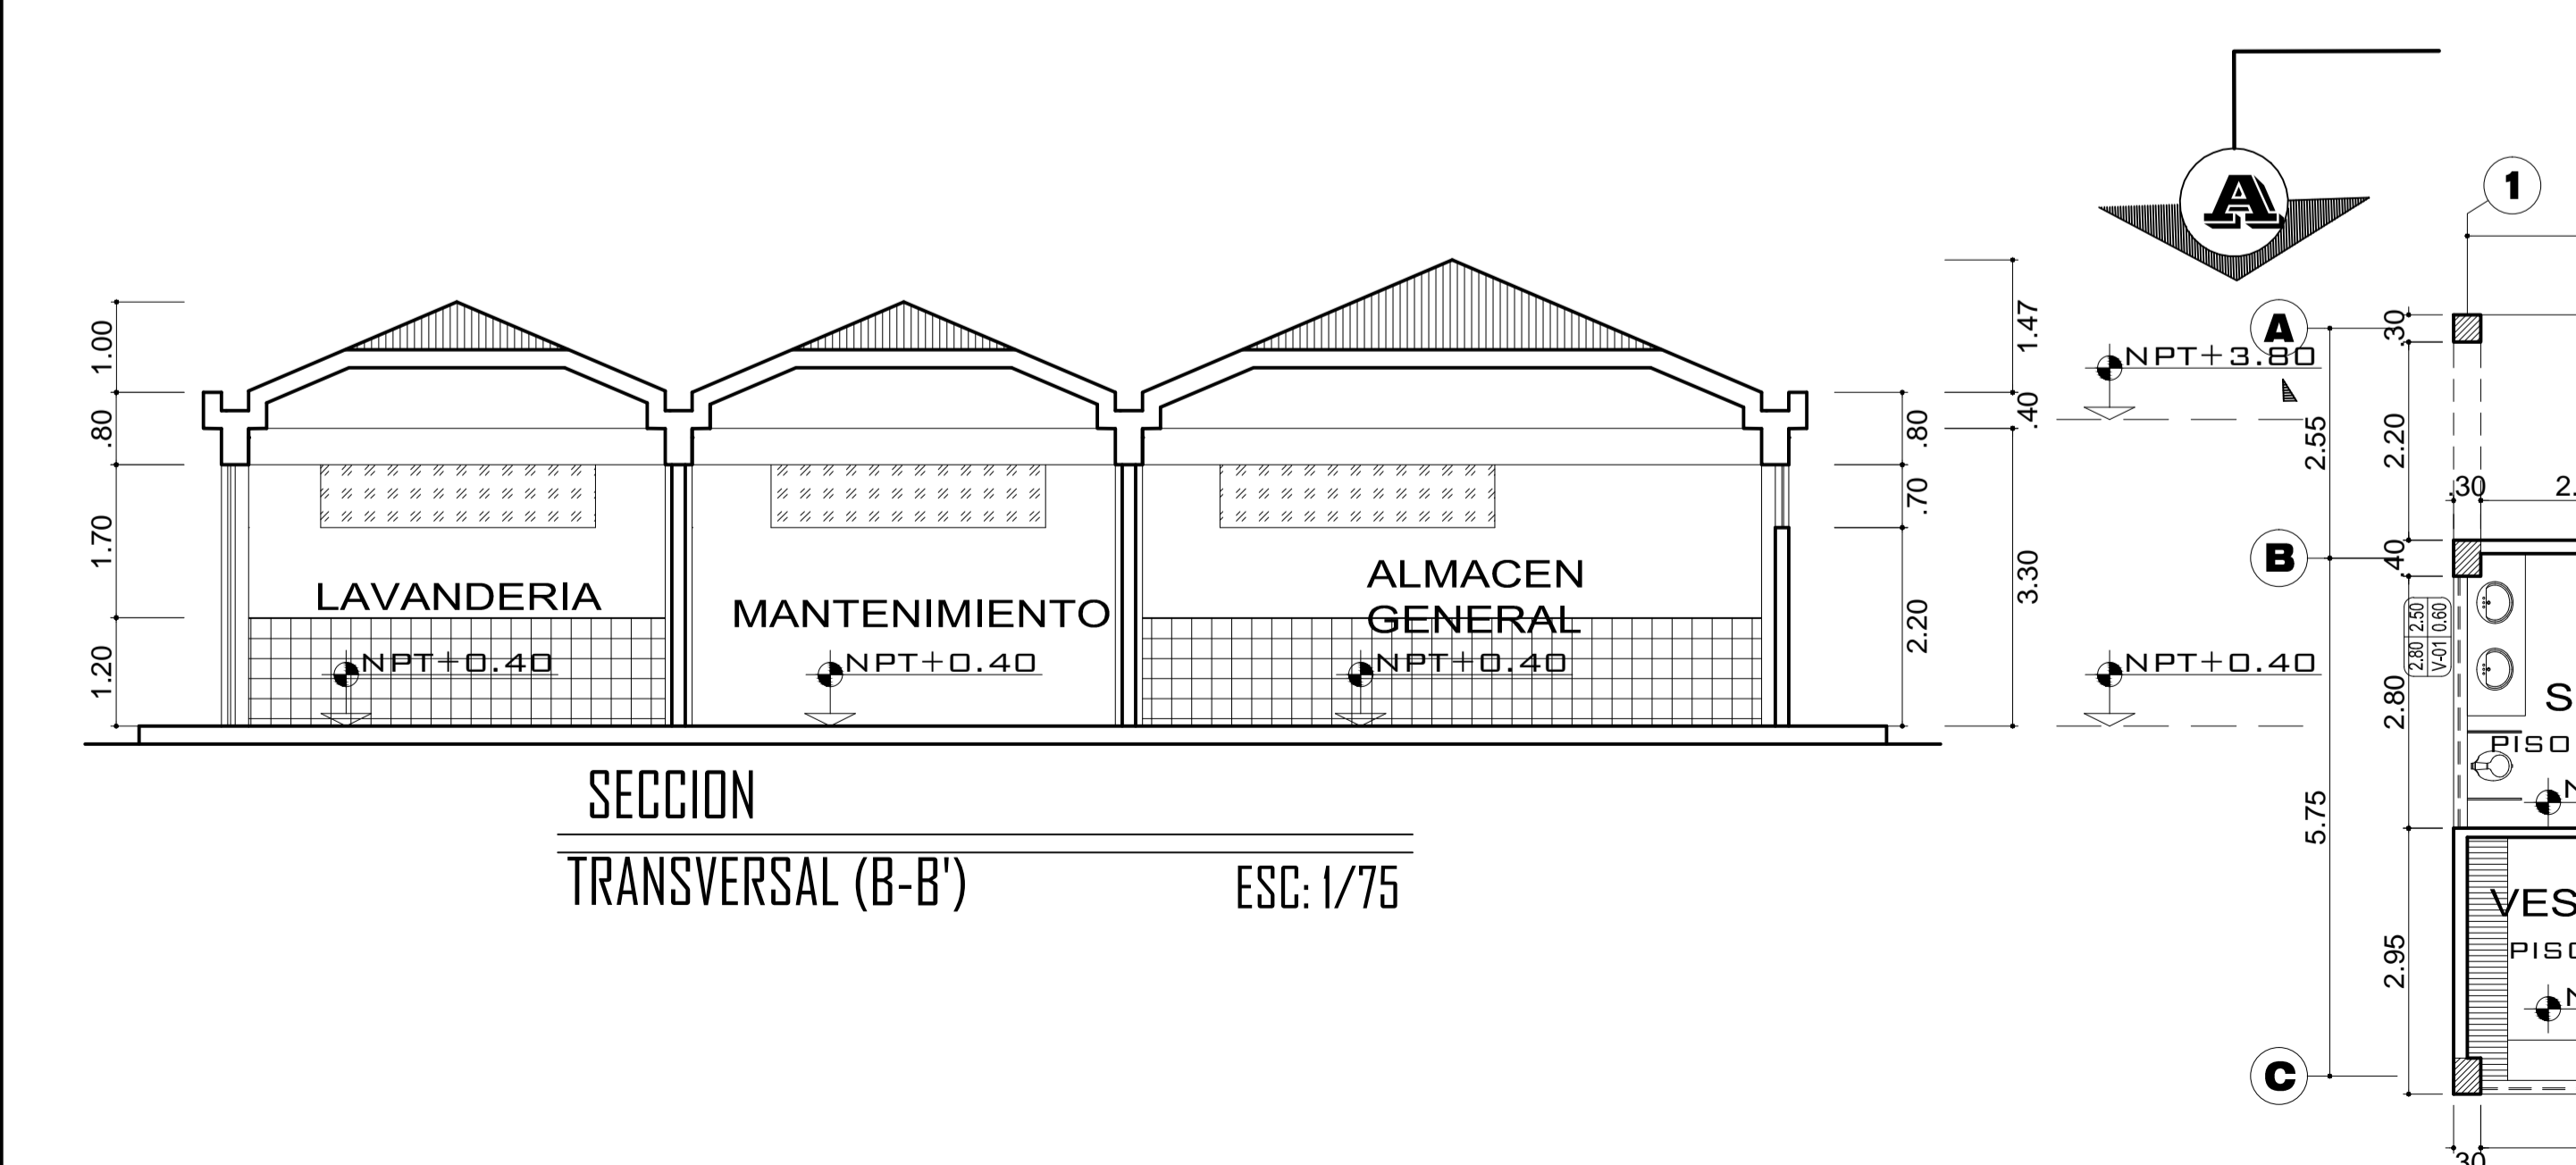 A
1
1.00
.80
1.70
1.20
LAVANDERIA
NPT+0.40
MANTENIMIENTO
NPT+0.40
ALMACEN
GENERAL
NPT+0.40
.80
.70
2.20
1.47
.40
3.30
NPT+3.80
NPT+0.40
SECCION
TRANSVERSAL (B-B')
ESC: 1/75
A
B
C
2.55
5.75
.30
2.20
.40
2.80
2.95
.30
2.
2.80 2.50
V-01 0.60
S
PISO
N
VES
PISO
N
.30